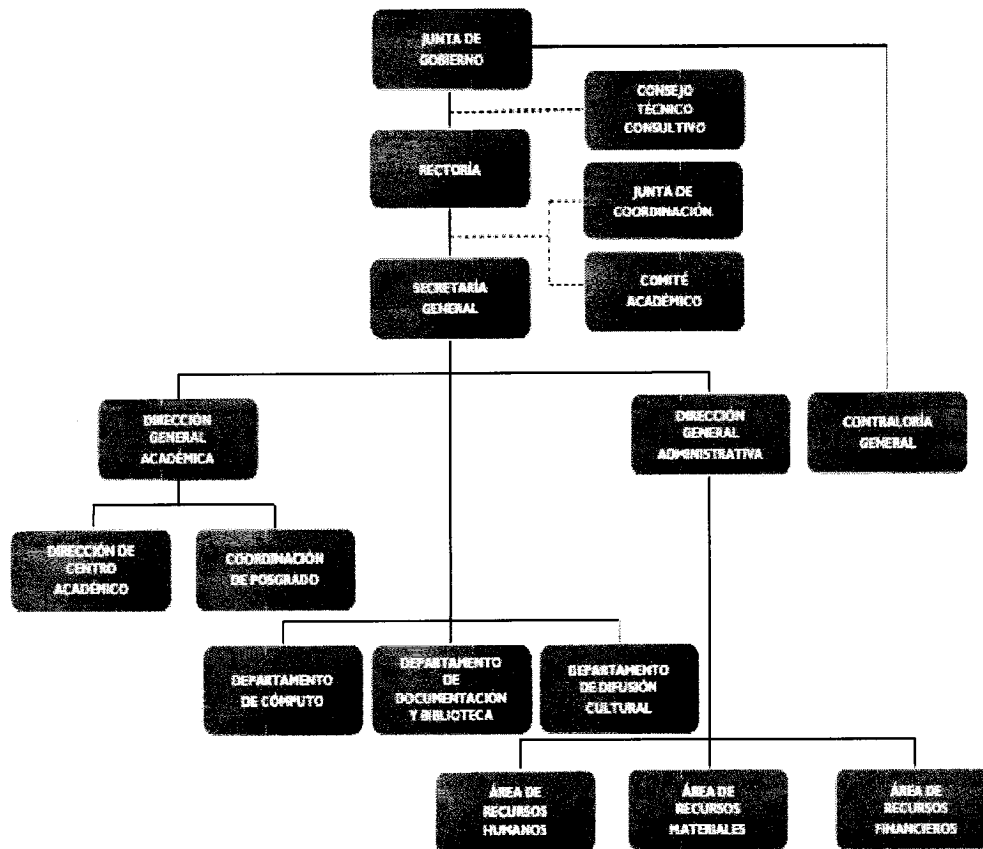 JUNTA DE
GOBIERNO
CONSEJO
TÉCNICO
CONSULTIVO
RECTORÍA
JUNTA DE
COORDINACIÓN
SECRETARÍA
GENERAL
COMITÉ
ACADÉMICO
DIRECCIÓN
GENERAL
ACADÉMICA
DIRECCIÓN
GENERAL
ADMINISTRATIVA
CONTRALORÍA
GENERAL
DIRECCIÓN DE
CENTRO
ACADÉMICO
COORDINACIÓN
DE POSGRADO
DEPARTAMENTO
DE CÓMPUTO
DEPARTAMENTO
DE
DOCUMENTACIÓN
Y BIBLIOTECA
DEPARTAMENTO
DE DIFUSIÓN
CULTURAL
ÁREA DE
RECURSOS
HUMANOS
ÁREA DE
RECURSOS
MATERIALES
ÁREA DE
RECURSOS
FINANCIEROS